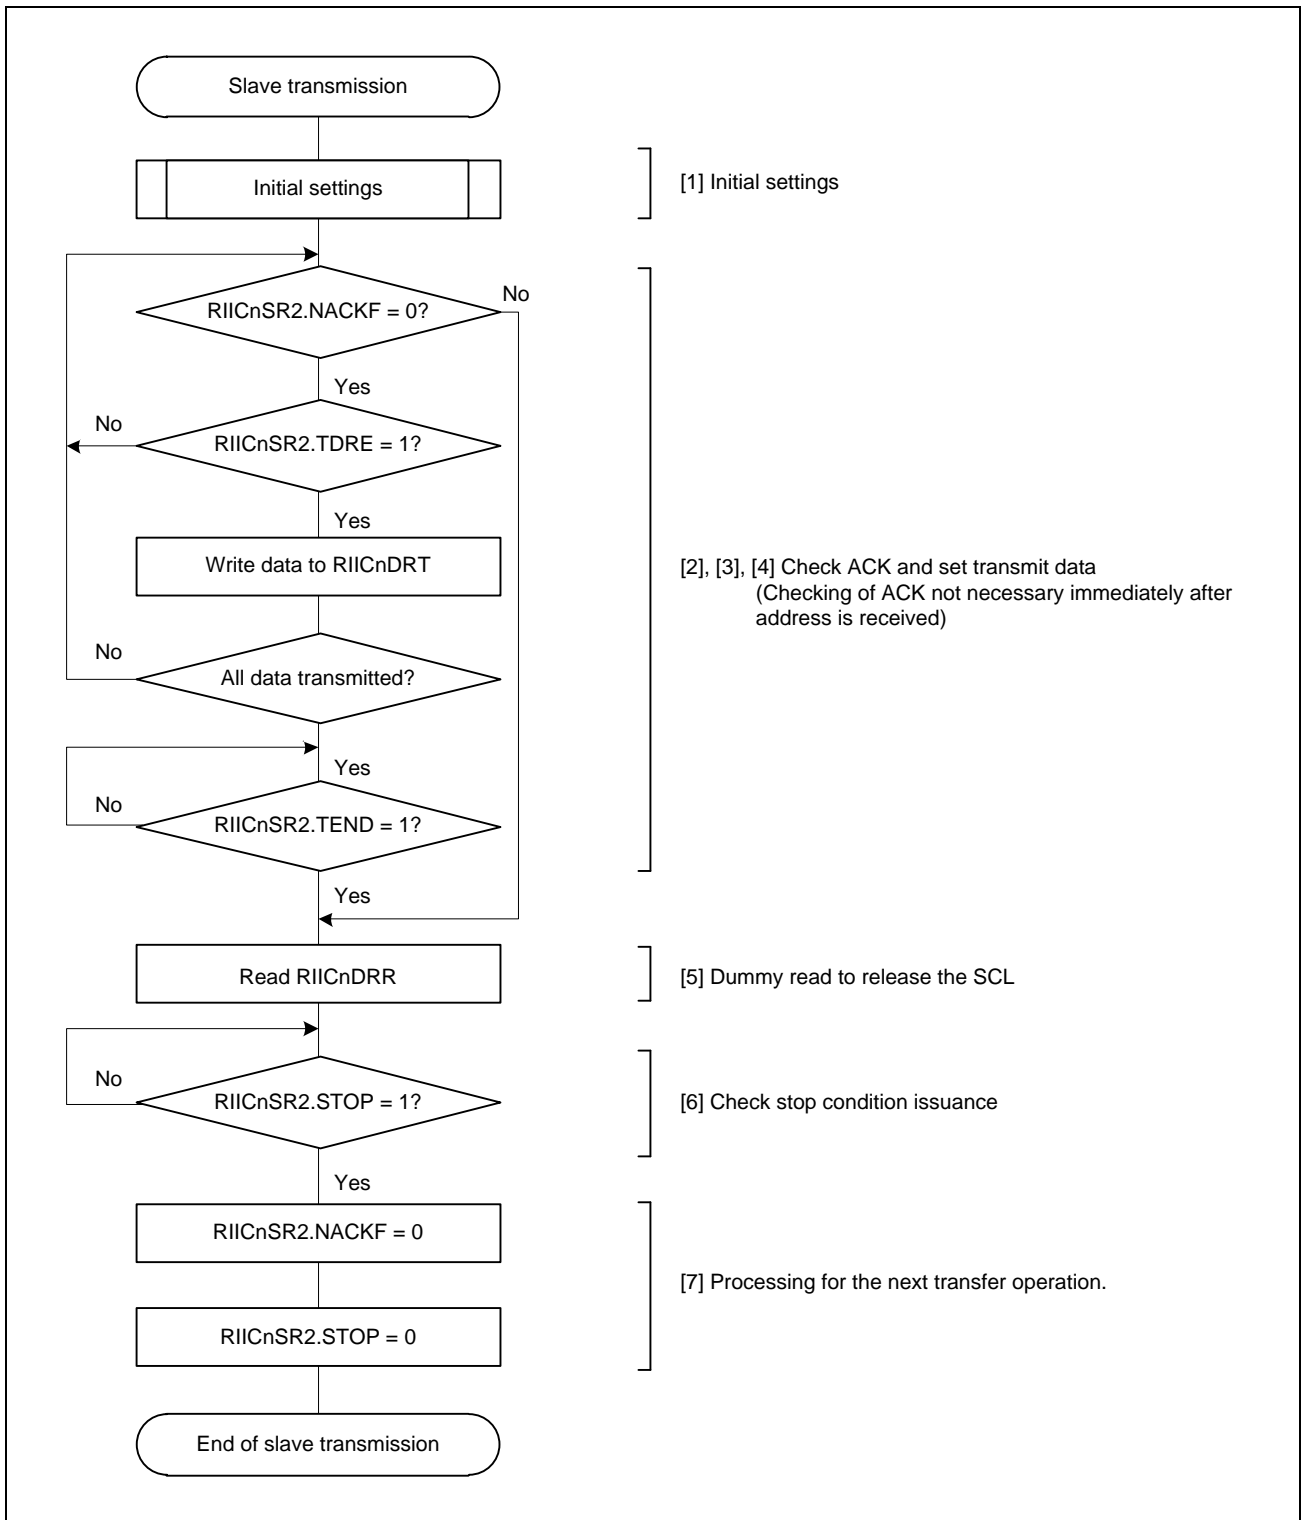 Slave transmission
Initial settings
[1] Initial settings
RIICnSR2.NACKF = 0?
No
Yes
No
RIICnSR2.TDRE = 1?
Yes
Write data to RIICnDRT
[2], [3], [4] Check ACK and set transmit data
(Checking of ACK not necessary immediately after
address is received)
No
All data transmitted?
Yes
No
RIICnSR2.TEND = 1?
Yes
Read RIICnDRR
[5] Dummy read to release the SCL
No
RIICnSR2.STOP = 1?
[6] Check stop condition issuance
Yes
RIICnSR2.NACKF = 0
[7] Processing for the next transfer operation.
RIICnSR2.STOP = 0
End of slave transmission